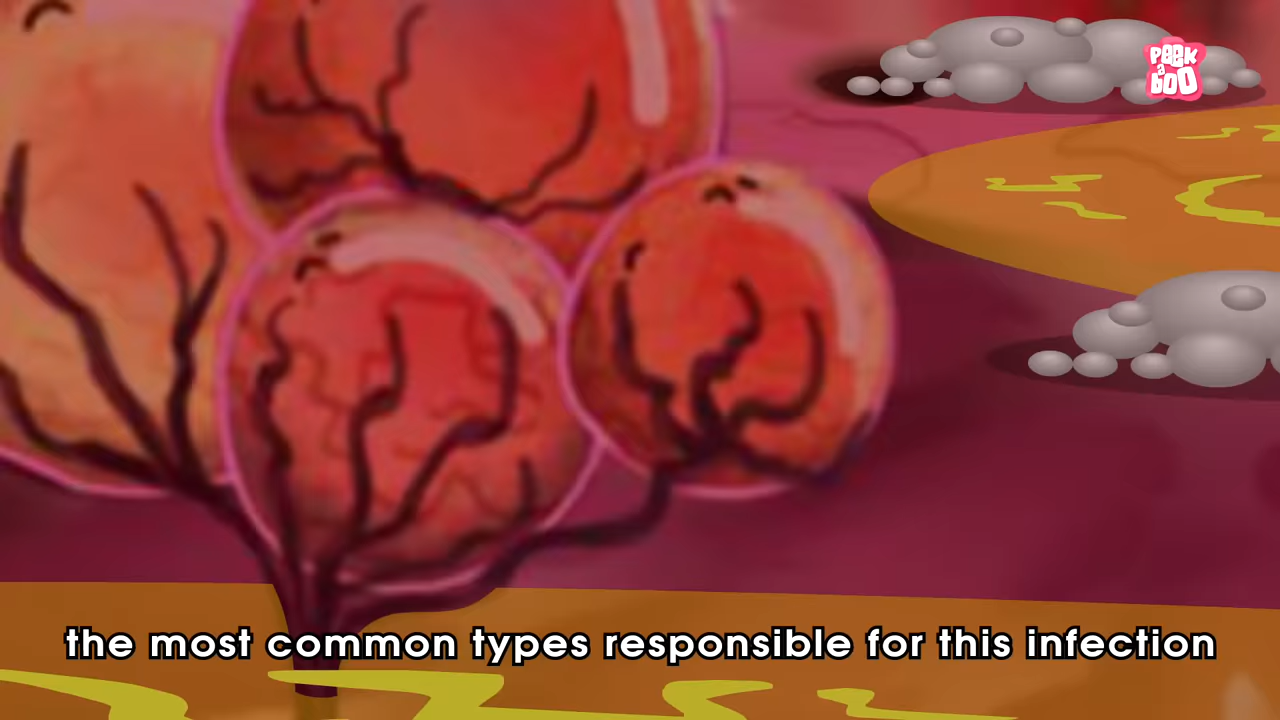 PEEK
a
BOO
the most common types responsible for this infection